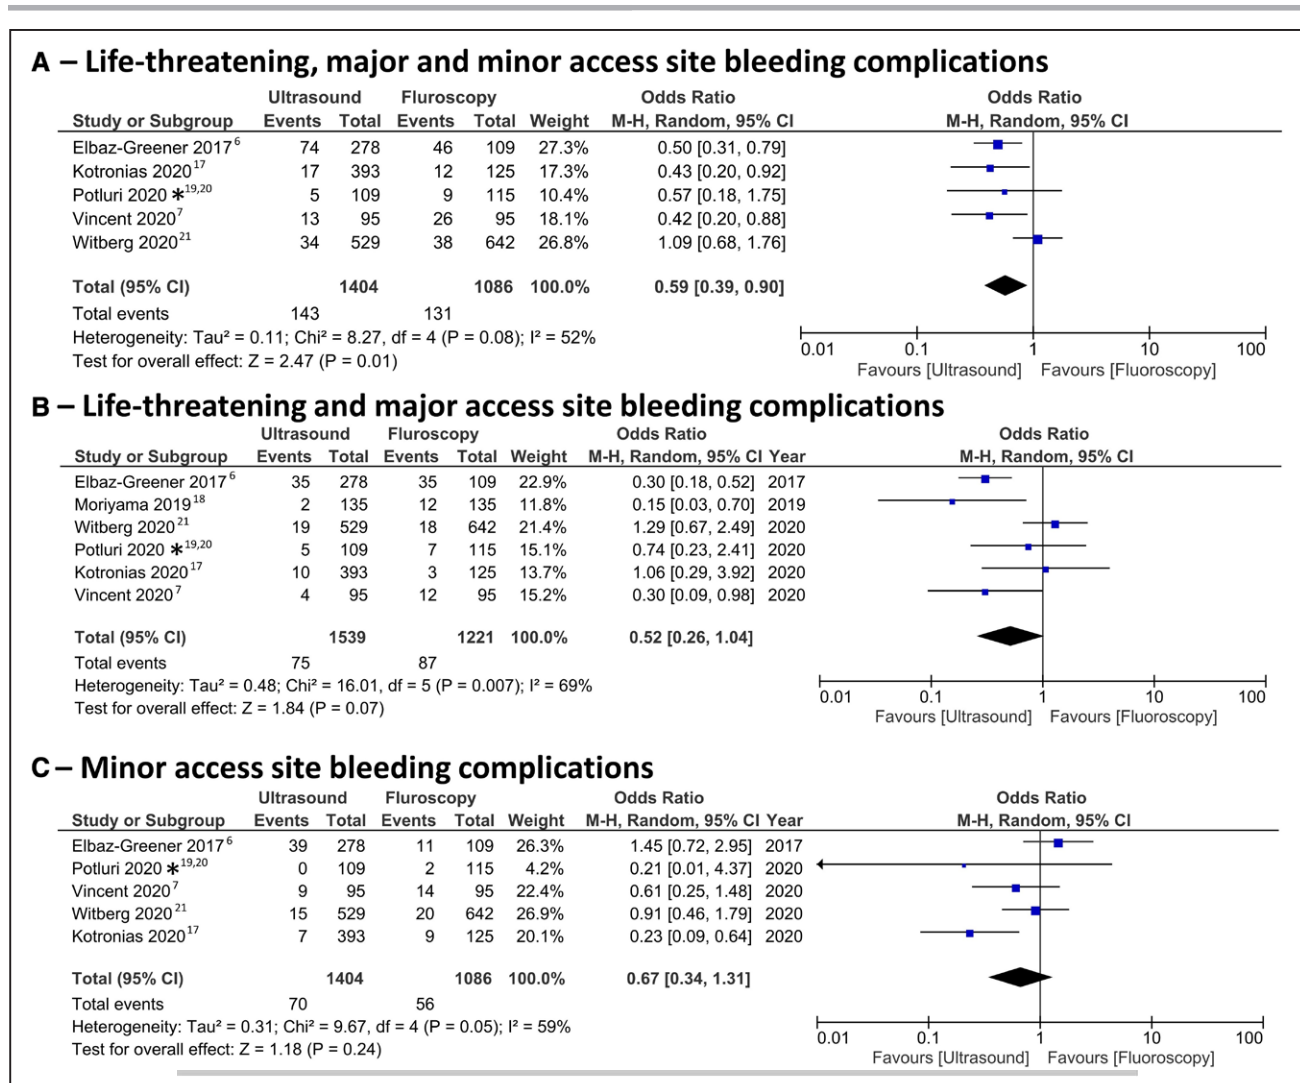 A – Life-threatening, major and minor access site bleeding complications
Ultrasound Fluroscopy Odds Ratio Odds Ratio
Study or Subgroup Events Total Events Total Weight M-H, Random, 95% CI M-H, Random, 95% CI
Elbaz-Greener 2017⁶ 74 278 46 109 27.3% 0.50 [0.31, 0.79]
Kotronias 2020¹⁷ 17 393 12 125 17.3% 0.43 [0.20, 0.92]
Potluri 2020 *¹⁹,²⁰ 5 109 9 115 10.4% 0.57 [0.18, 1.75]
Vincent 2020⁷ 13 95 26 95 18.1% 0.42 [0.20, 0.88]
Witberg 2020²¹ 34 529 38 642 26.8% 1.09 [0.68, 1.76]
Total (95% CI) 1404 1086 100.0% 0.59 [0.39, 0.90]
Total events 143 131
Heterogeneity: Tau² = 0.11; Chi² = 8.27, df = 4 (P = 0.08); I² = 52%
Test for overall effect: Z = 2.47 (P = 0.01)
0.01 0.1 1 10 100
Favours [Ultrasound] Favours [Fluoroscopy]
B – Life-threatening and major access site bleeding complications
Ultrasound Fluroscopy Odds Ratio Odds Ratio
Study or Subgroup Events Total Events Total Weight M-H, Random, 95% CI Year M-H, Random, 95% CI
Elbaz-Greener 2017⁶ 35 278 35 109 22.9% 0.30 [0.18, 0.52] 2017
Moriyama 2019¹⁸ 2 135 12 135 11.8% 0.15 [0.03, 0.70] 2019
Witberg 2020²¹ 19 529 18 642 21.4% 1.29 [0.67, 2.49] 2020
Potluri 2020 *¹⁹,²⁰ 5 109 7 115 15.1% 0.74 [0.23, 2.41] 2020
Kotronias 2020¹⁷ 10 393 3 125 13.7% 1.06 [0.29, 3.92] 2020
Vincent 2020⁷ 4 95 12 95 15.2% 0.30 [0.09, 0.98] 2020
Total (95% CI) 1539 1221 100.0% 0.52 [0.26, 1.04]
Total events 75 87
Heterogeneity: Tau² = 0.48; Chi² = 16.01, df = 5 (P = 0.007); I² = 69%
Test for overall effect: Z = 1.84 (P = 0.07)
0.01 0.1 1 10 100
Favours [Ultrasound] Favours [Fluoroscopy]
C – Minor access site bleeding complications
Ultrasound Fluroscopy Odds Ratio Odds Ratio
Study or Subgroup Events Total Events Total Weight M-H, Random, 95% CI Year M-H, Random, 95% CI
Elbaz-Greener 2017⁶ 39 278 11 109 26.3% 1.45 [0.72, 2.95] 2017
Potluri 2020 *¹⁹,²⁰ 0 109 2 115 4.2% 0.21 [0.01, 4.37] 2020
Vincent 2020⁷ 9 95 14 95 22.4% 0.61 [0.25, 1.48] 2020
Witberg 2020²¹ 15 529 20 642 26.9% 0.91 [0.46, 1.79] 2020
Kotronias 2020¹⁷ 7 393 9 125 20.1% 0.23 [0.09, 0.64] 2020
Total (95% CI) 1404 1086 100.0% 0.67 [0.34, 1.31]
Total events 70 56
Heterogeneity: Tau² = 0.31; Chi² = 9.67, df = 4 (P = 0.05); I² = 59%
Test for overall effect: Z = 1.18 (P = 0.24)
0.01 0.1 1 10 100
Favours [Ultrasound] Favours [Fluoroscopy]